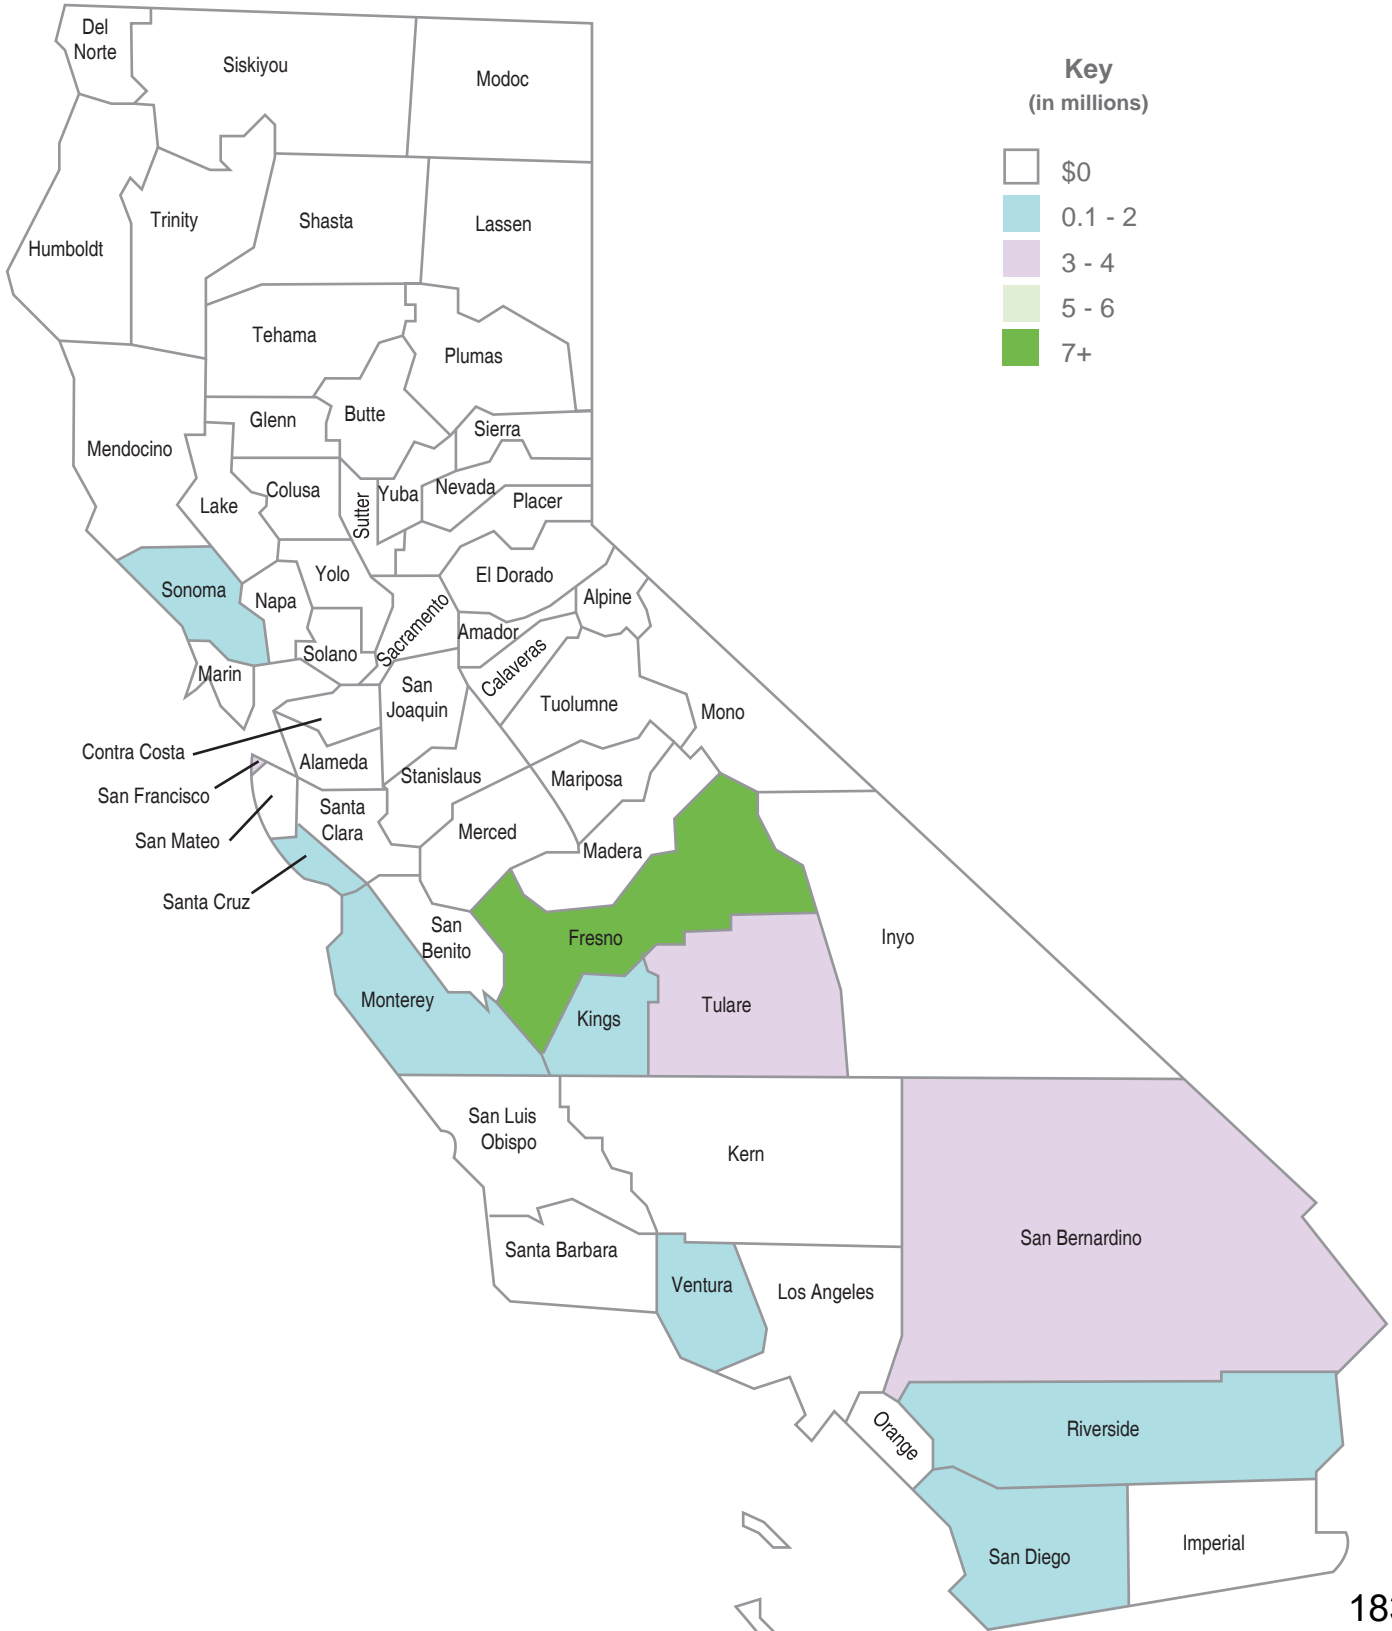 Del
Norte
Siskiyou
Modoc
Key
(in millions)
$0
0.1 - 2
3 - 4
5 - 6
7+
Humboldt
Trinity
Shasta
Lassen
Tehama
Plumas
Mendocino
Glenn
Butte
Sierra
Lake
Colusa
Sutter
Yuba
Nevada
Placer
Sonoma
Napa
Yolo
Sacramento
El Dorado
Alpine
Marin
Solano
Amador
Calaveras
San
Joaquin
Tuolumne
Mono
Contra Costa
Alameda
Stanislaus
Mariposa
San Francisco
San Mateo
Santa
Clara
Merced
Madera
Santa Cruz
San
Benito
Fresno
Inyo
Monterey
Kings
Tulare
San Luis
Obispo
Kern
San Bernardino
Santa Barbara
Ventura
Los Angeles
Orange
Riverside
San Diego
Imperial